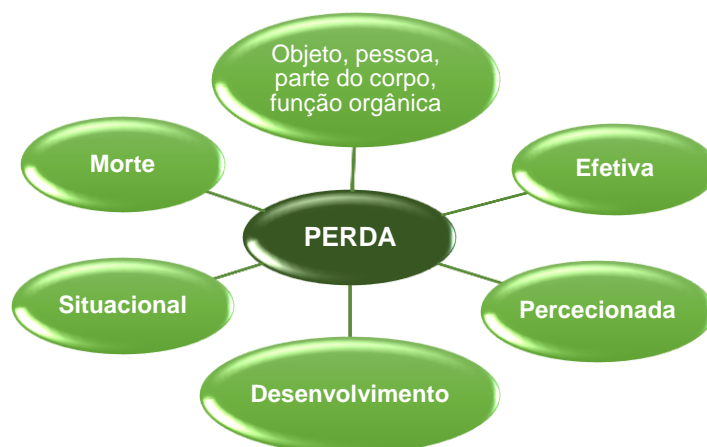 Objeto, pessoa,
parte do corpo,
função orgânica
Morte
Efetiva
PERDA
Situacional
Percecionada
Desenvolvimento